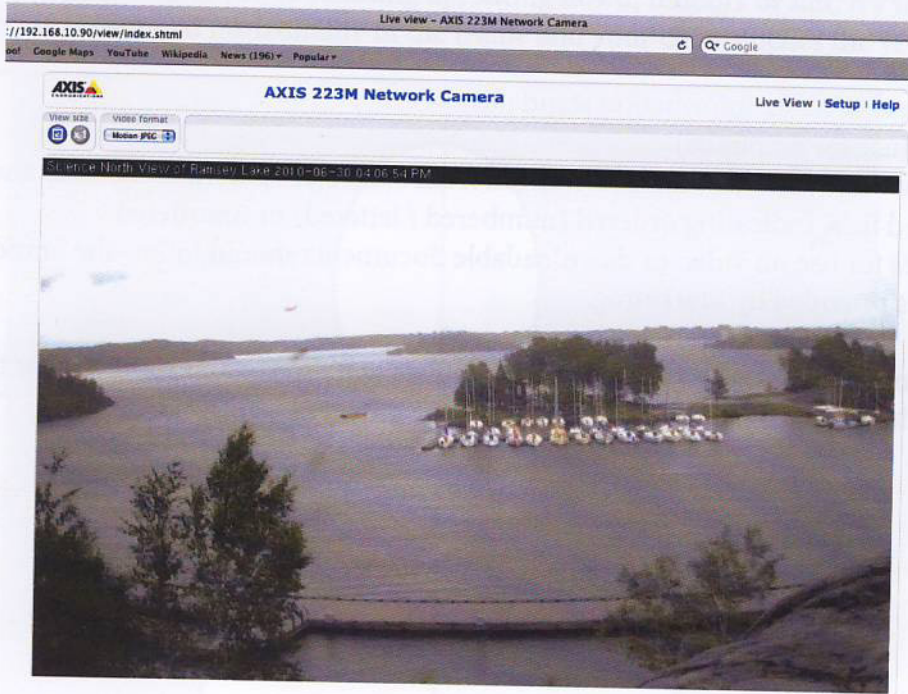 Live view – AXIS 223M Network Camera
://192.168.10.90/view/index.shtml
Google
oo! Google Maps YouTube Wikipedia News (196) Popular
AXIS
COMMUNICATIONS
AXIS 223M Network Camera
Live View | Setup | Help
View size
Video format
Motion JPEG
Science North View of Ramsey Lake 2010-06-30 04:06:54 PM